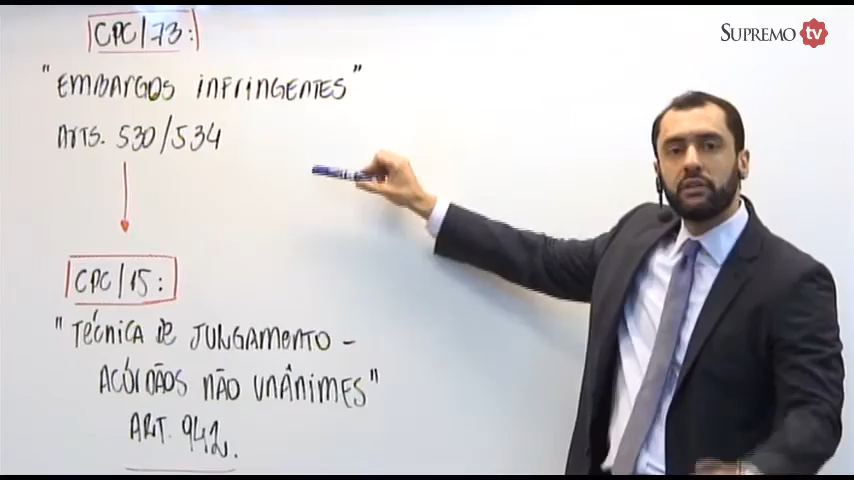 CPC/73:
"EMBARGOS INFRINGENTES"
ARTS. 530/534
CPC/15:
"TÉCNICA DE JULGAMENTO -
ACÓRDÃOS NÃO UNÂNIMES"
ART. 942.
SUPREMO tv